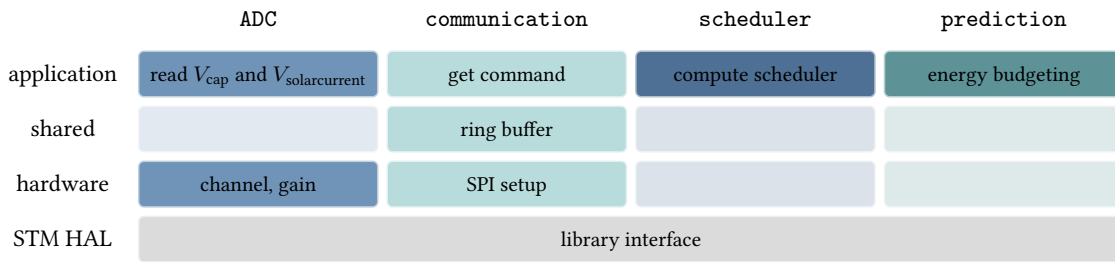 ADC communication scheduler prediction
application read V_cap and V_solarcurrent get command compute scheduler energy budgeting
shared ring buffer
hardware channel, gain SPI setup
STM HAL library interface